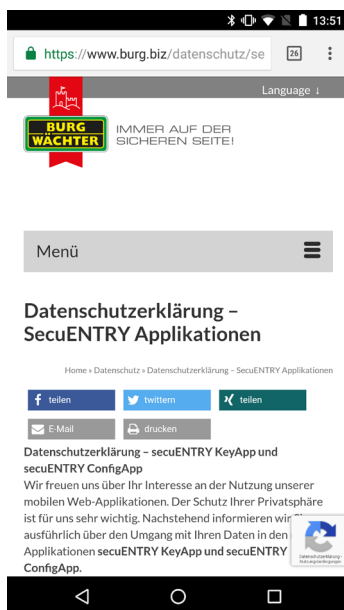 13:51
https://www.burg.biz/datenschutz/se
26
Language ↓
BURG
WÄCHTER
IMMER AUF DER
SICHEREN SEITE!
Menü
Datenschutzerklärung –
SecuENTRY Applikationen
Home » Datenschutz » Datenschutzerklärung – SecuENTRY Applikationen
teilen
twittern
teilen
E-Mail
drucken
Datenschutzerklärung – secuENTRY KeyApp und
secuENTRY ConfigApp
Wir freuen uns über Ihr Interesse an der Nutzung unserer
mobilen Web-Applikationen. Der Schutz Ihrer Privatsphäre
ist für uns sehr wichtig. Nachstehend informieren wir
ausführlich über den Umgang mit Ihren Daten in den
Applikationen secuENTRY KeyApp und secuENTRY
ConfigApp.
Datenschutzerklärung -
Nutzungsbedingungen